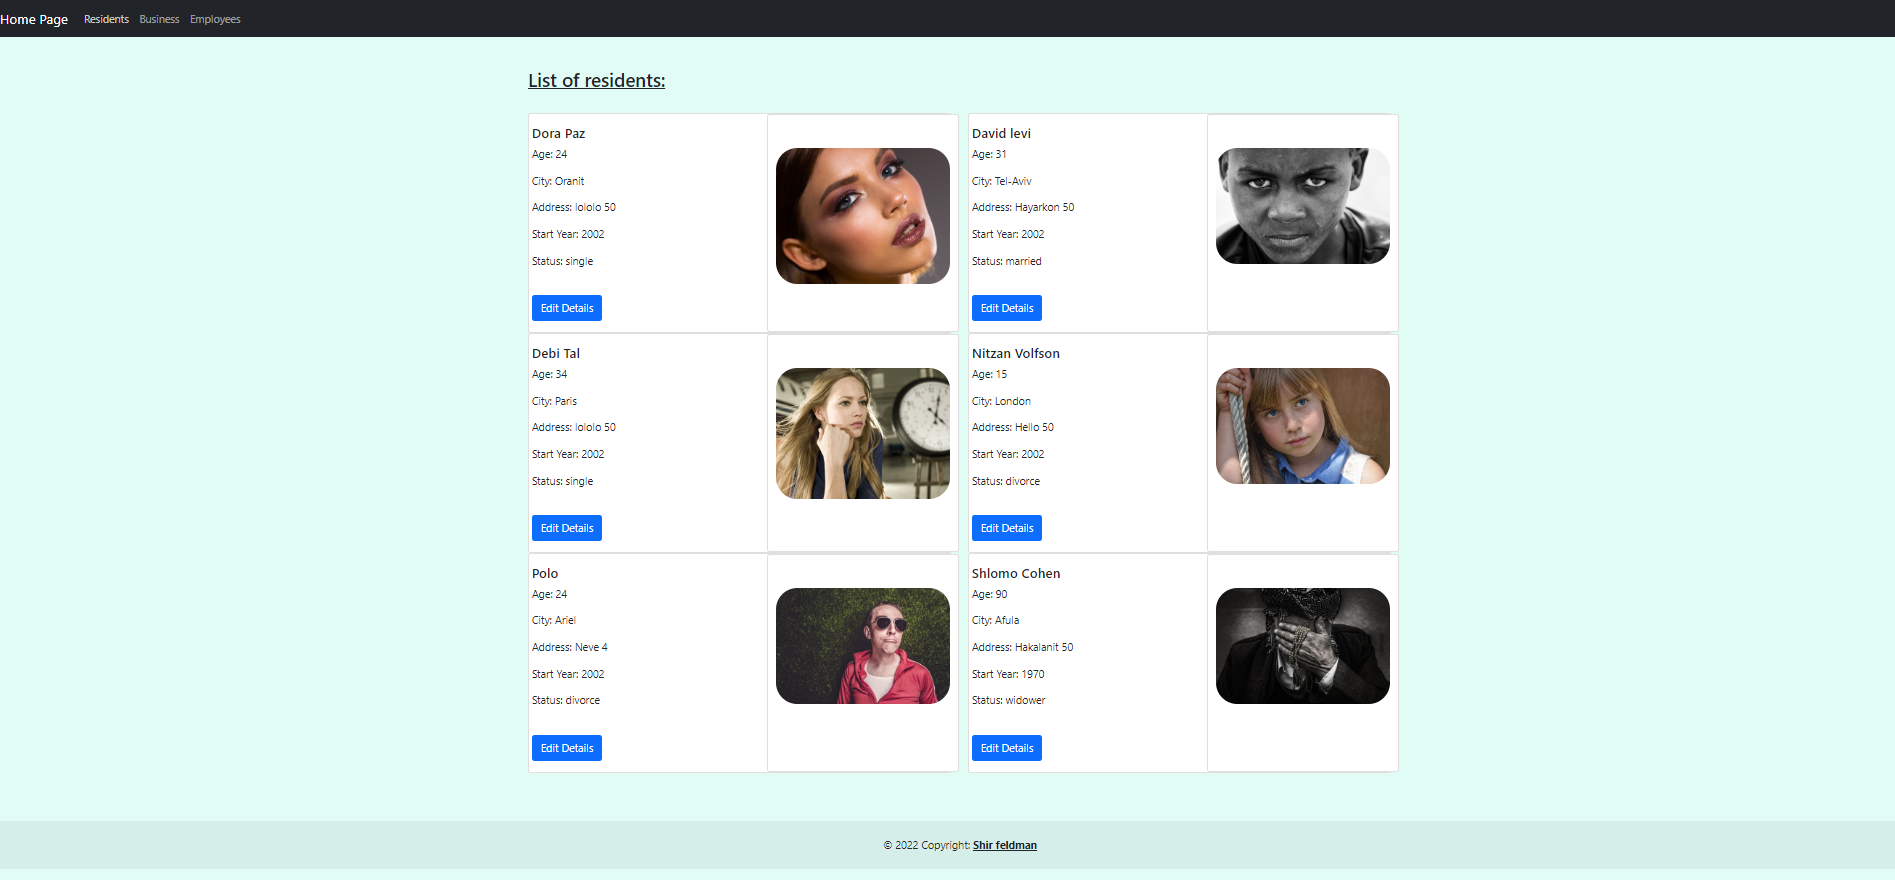 Home Page Residents Business Employees
List of residents:
Dora Paz
Age: 24
City: Oranit
Address: lololo 50
Start Year: 2002
Status: single
Edit Details
David levi
Age: 31
City: Tel-Aviv
Address: Hayarkon 50
Start Year: 2002
Status: married
Edit Details
Debi Tal
Age: 34
City: Paris
Address: lololo 50
Start Year: 2002
Status: single
Edit Details
Nitzan Volfson
Age: 15
City: London
Address: Hello 50
Start Year: 2002
Status: divorce
Edit Details
Polo
Age: 24
City: Ariel
Address: Neve 4
Start Year: 2002
Status: divorce
Edit Details
Shlomo Cohen
Age: 90
City: Afula
Address: Hakalanit 50
Start Year: 1970
Status: widower
Edit Details
© 2022 Copyright: Shir feldman